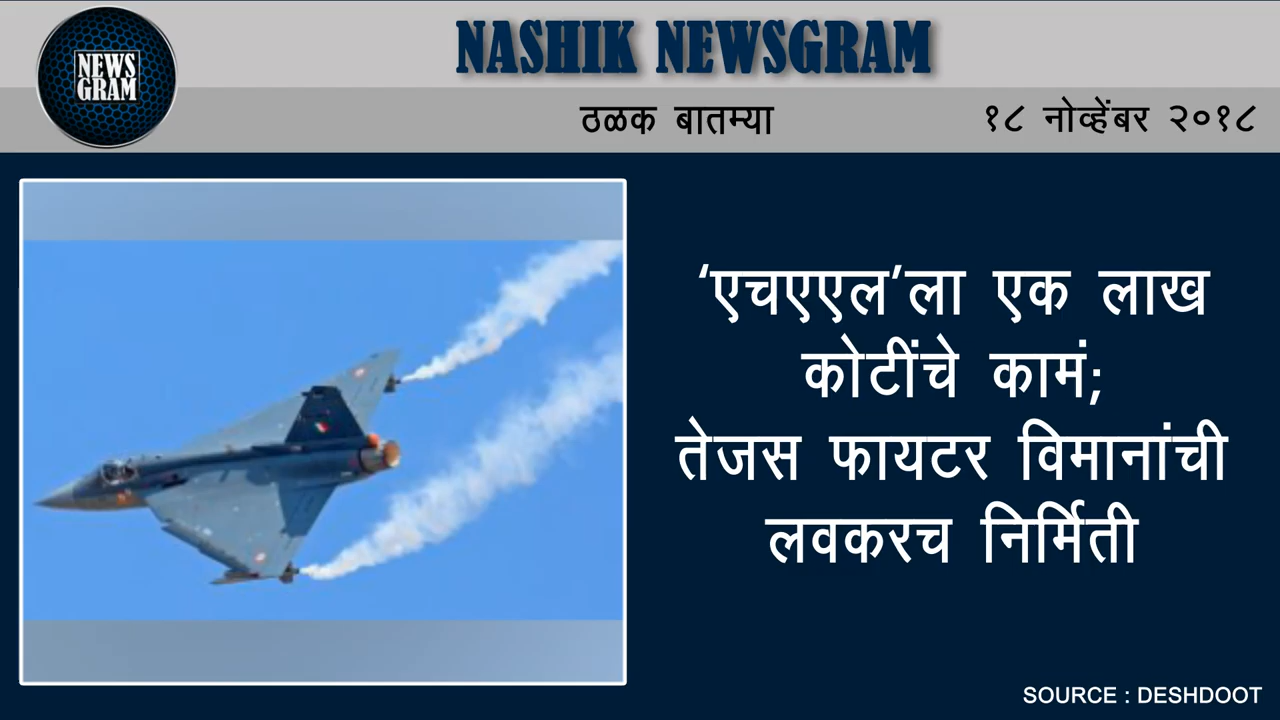 NEWS
GRAM
NASHIK NEWSGRAM
ठळक बातम्या
१८ नोव्हेंबर २०१८
‘एचएएल’ला एक लाख
कोटींचे कामं;
तेजस फायटर विमानांची
लवकरच निर्मिती
SOURCE : DESHDOOT